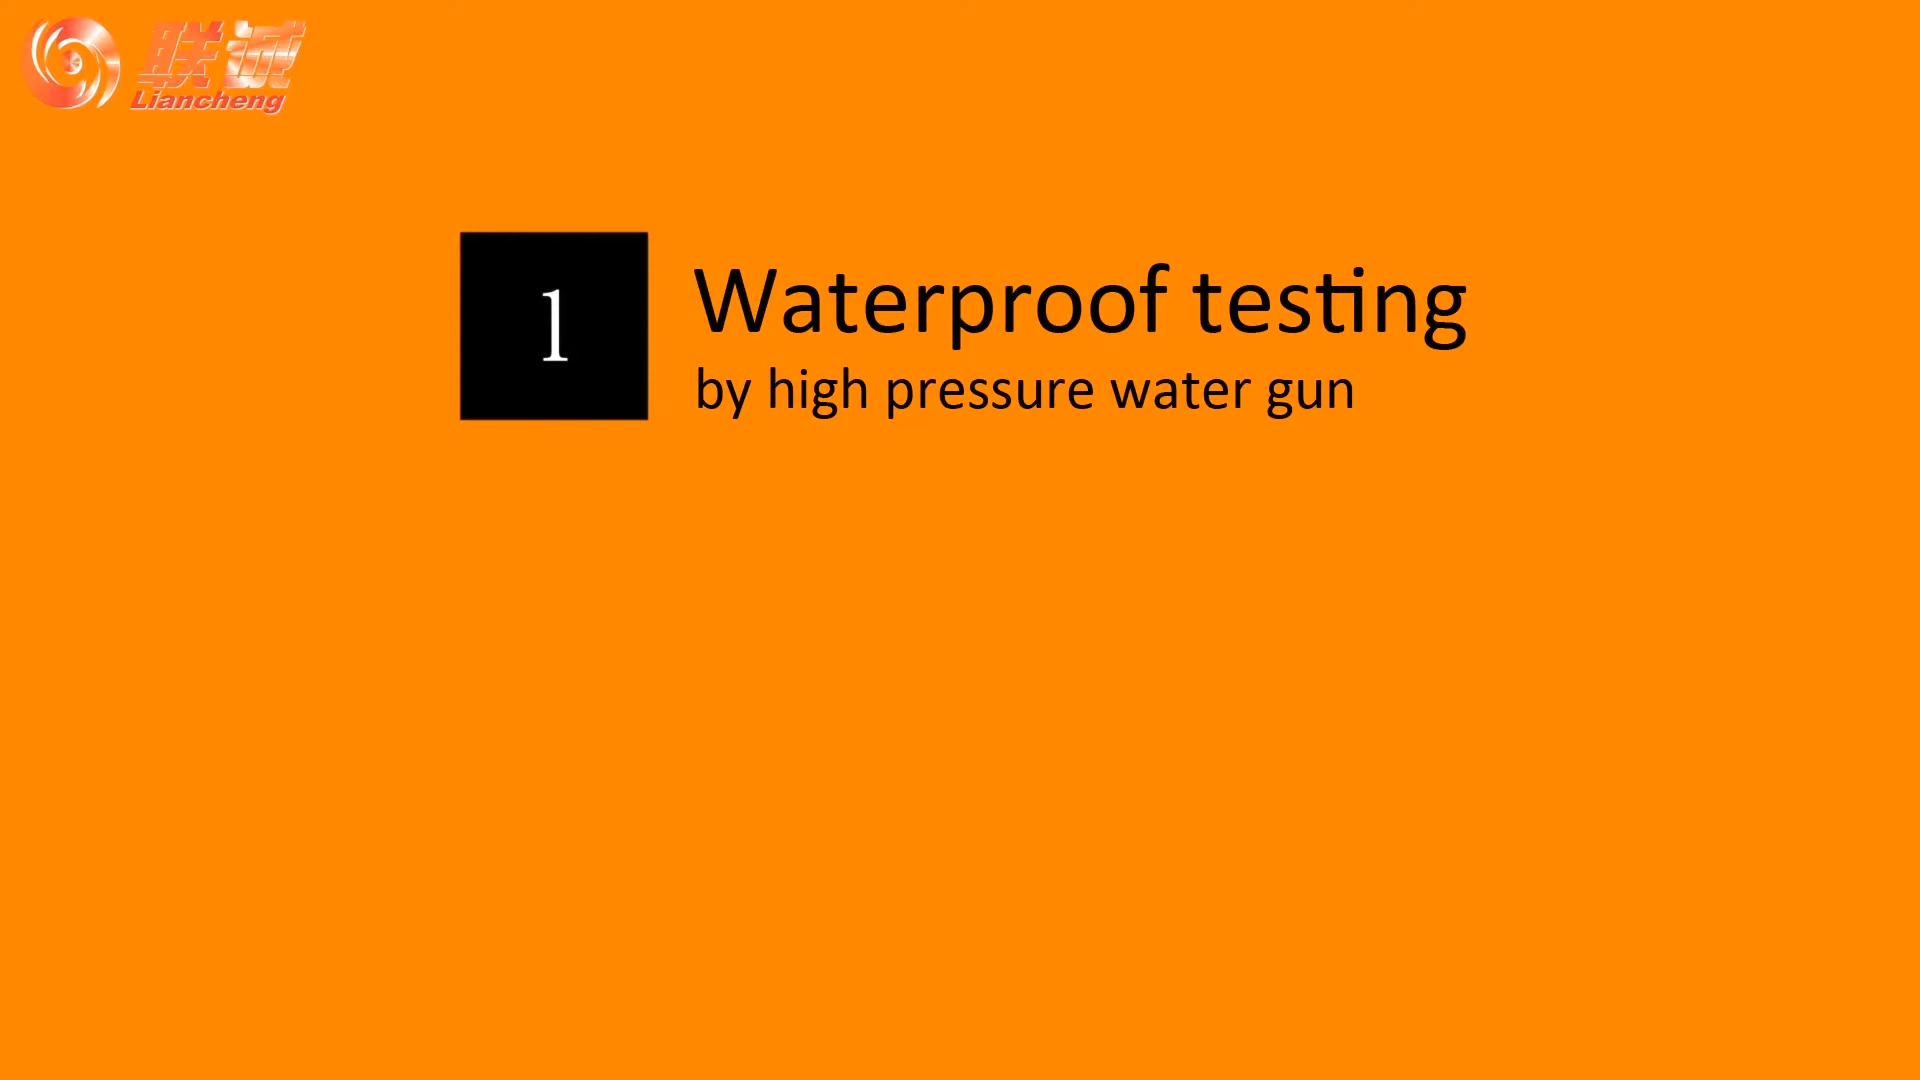 联诚
Liancheng
1
Waterproof testing
by high pressure water gun